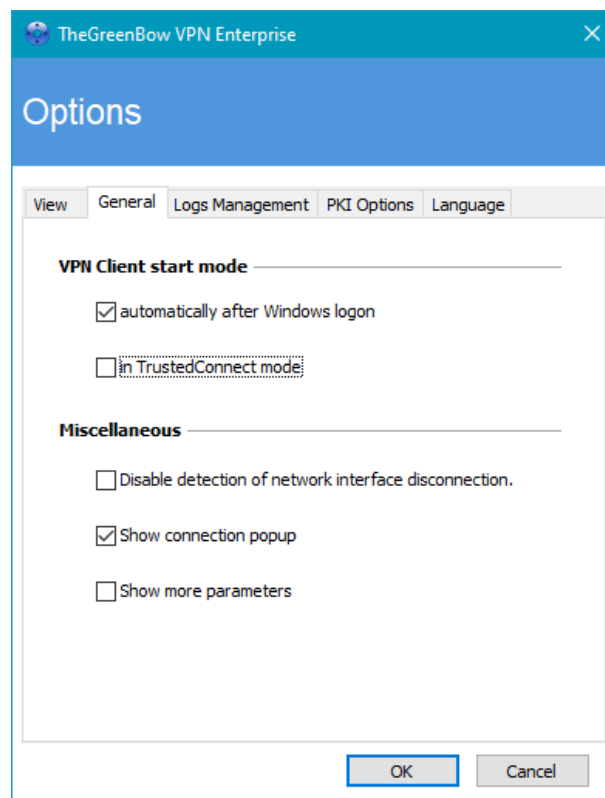 TheGreenBow VPN Enterprise
Options
View General Logs Management PKI Options Language
VPN Client start mode
automatically after Windows logon
in TrustedConnect mode
Miscellaneous
Disable detection of network interface disconnection.
Show connection popup
Show more parameters
OK Cancel